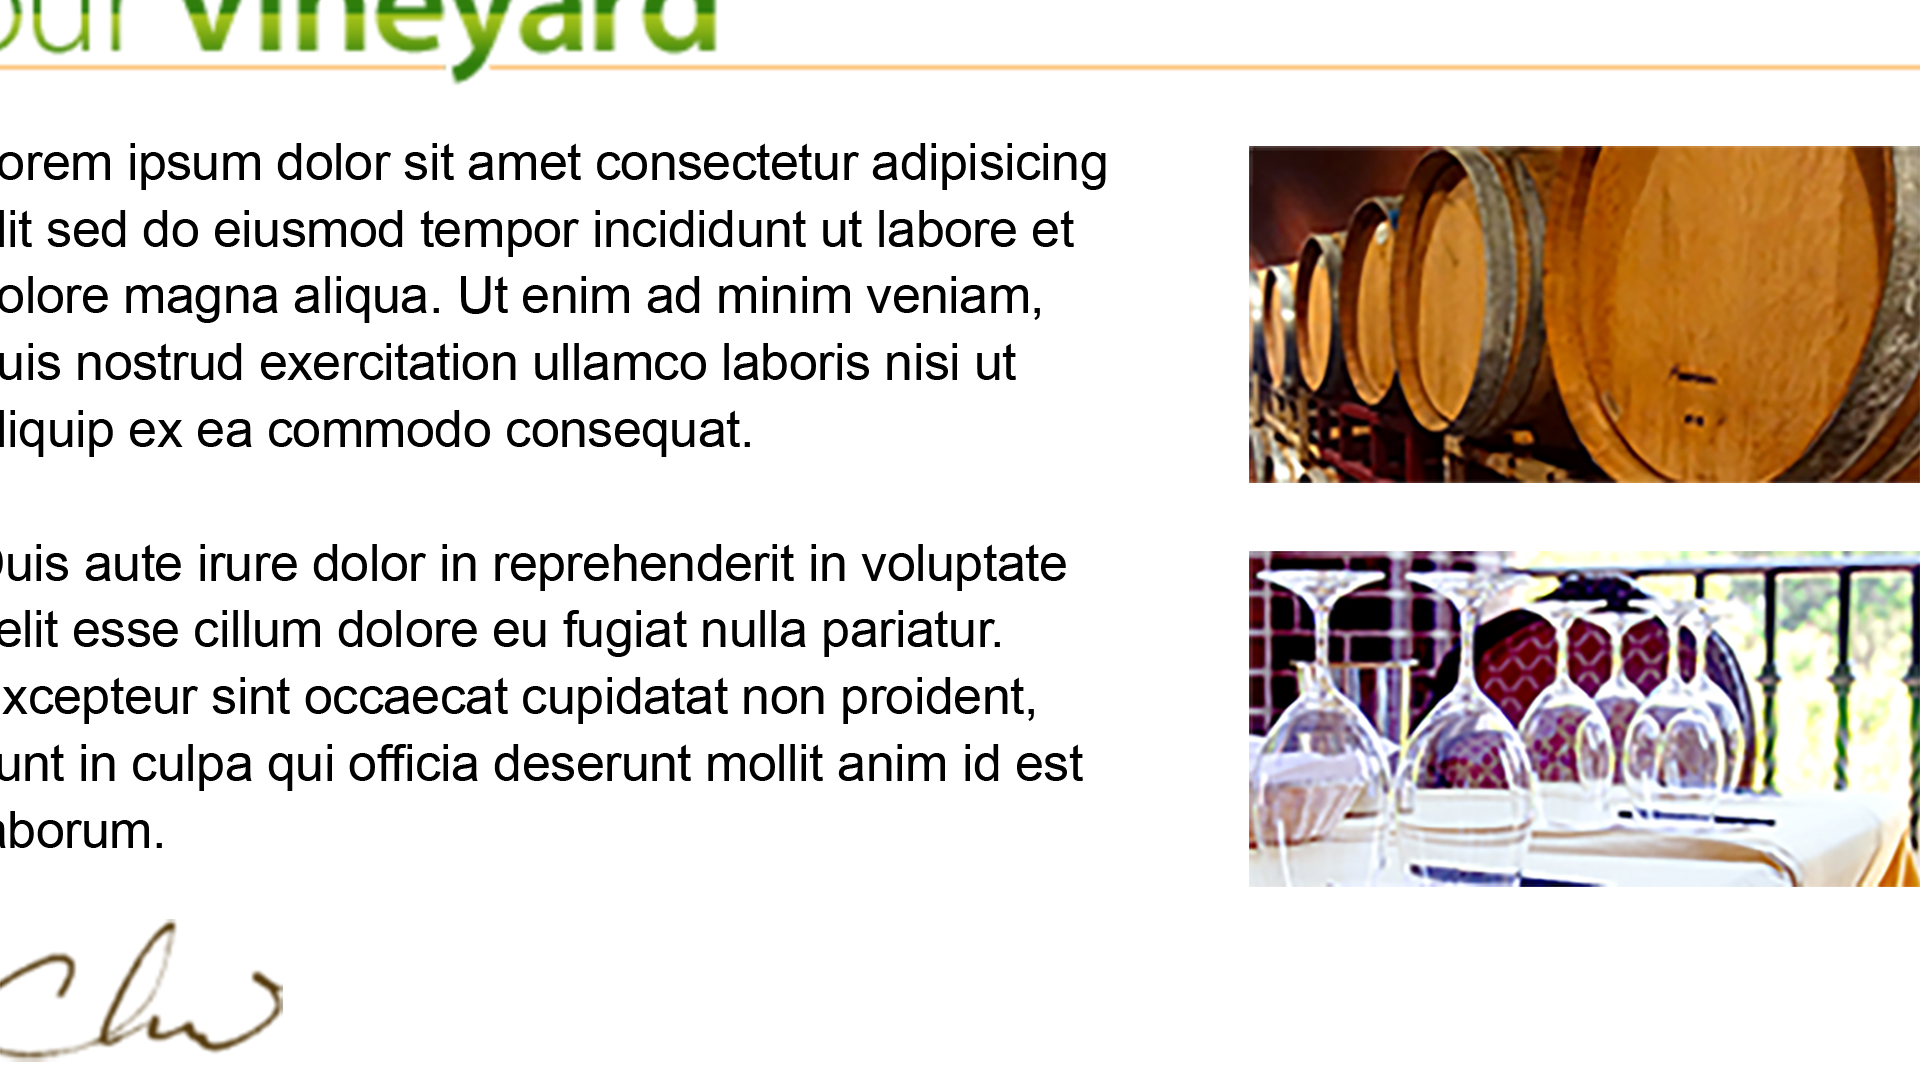 our vineyard
orem ipsum dolor sit amet consectetur adipisicing
lit sed do eiusmod tempor incididunt ut labore et
olore magna aliqua. Ut enim ad minim veniam,
uis nostrud exercitation ullamco laboris nisi ut
liquip ex ea commodo consequat.
Duis aute irure dolor in reprehenderit in voluptate
elit esse cillum dolore eu fugiat nulla pariatur.
xcepteur sint occaecat cupidatat non proident,
unt in culpa qui officia deserunt mollit anim id est
aborum.